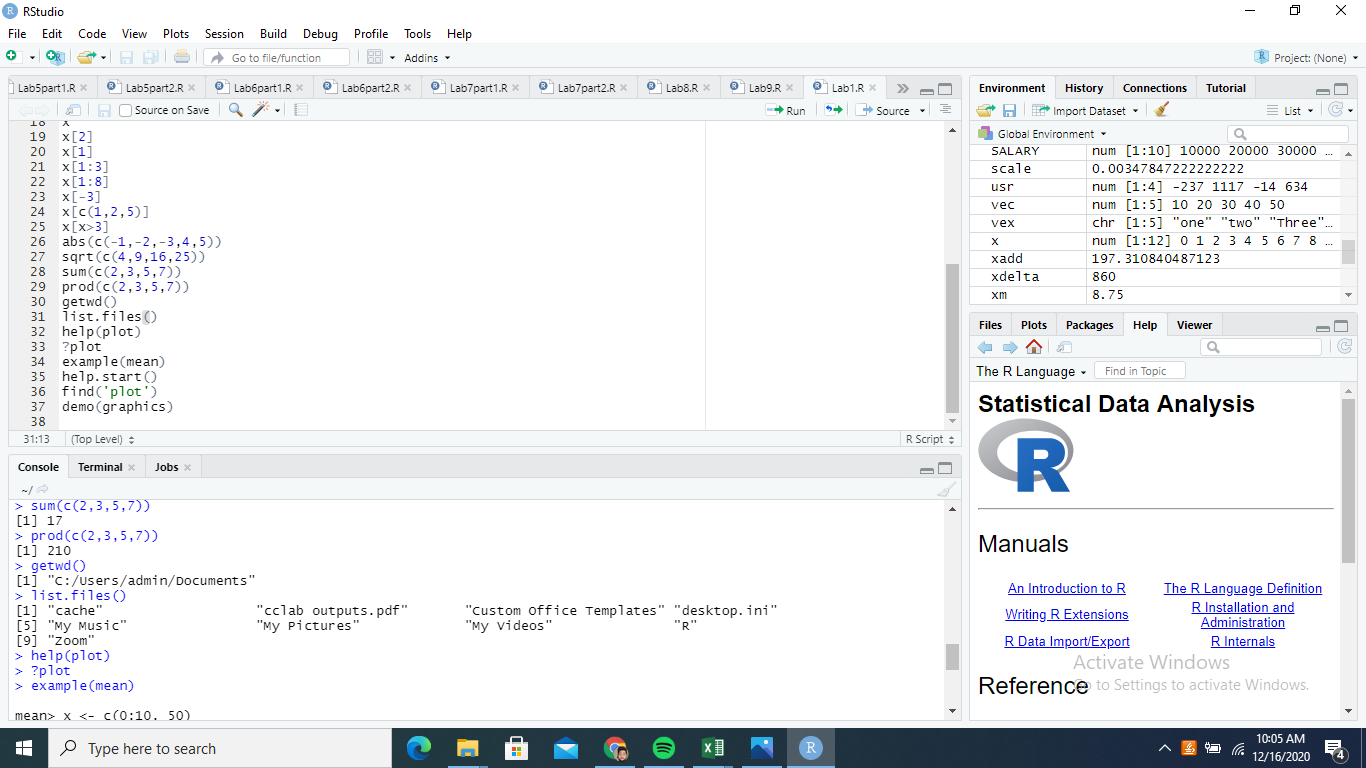 RStudio
File Edit Code View Plots Session Build Debug Profile Tools Help
Go to file/function Addins Project: (None)
Lab5part1.R Lab5part2.R Lab6part1.R Lab6part2.R Lab7part1.R Lab7part2.R Lab8.R Lab9.R Lab1.R
Source on Save Run Source
18 x
19 x[2]
20 x[1]
21 x[1:3]
22 x[1:8]
23 x[-3]
24 x[c(1,2,5)]
25 x[x>3]
26 abs(c(-1,-2,-3,4,5))
27 sqrt(c(4,9,16,25))
28 sum(c(2,3,5,7))
29 prod(c(2,3,5,7))
30 getwd()
31 list.files()
32 help(plot)
33 ?plot
34 example(mean)
35 help.start()
36 find('plot')
37 demo(graphics)
38
31:13 (Top Level) R Script
Console Terminal Jobs
~/
> sum(c(2,3,5,7))
[1] 17
> prod(c(2,3,5,7))
[1] 210
> getwd()
[1] "C:/Users/admin/Documents"
> list.files()
[1] "cache" "cclab outputs.pdf" "Custom Office Templates" "desktop.ini"
[5] "My Music" "My Pictures" "My Videos" "R"
[9] "Zoom"
> help(plot)
> ?plot
> example(mean)
mean> x <- c(0:10, 50)
Environment History Connections Tutorial
Import Dataset List
Global Environment
SALARY num [1:10] 10000 20000 30000 …
scale 0.00347847222222222
usr num [1:4] -237 1117 -14 634
vec num [1:5] 10 20 30 40 50
vex chr [1:5] "one" "two" "Three"…
x num [1:12] 0 1 2 3 4 5 6 7 8 …
xadd 197.310840487123
xdelta 860
xm 8.75
Files Plots Packages Help Viewer
The R Language Find in Topic
Statistical Data Analysis
R
Manuals
An Introduction to R The R Language Definition
Writing R Extensions R Installation and
Administration
R Data Import/Export R Internals
Activate Windows
Reference
Go to Settings to activate Windows.
Type here to search
10:05 AM
12/16/2020
4